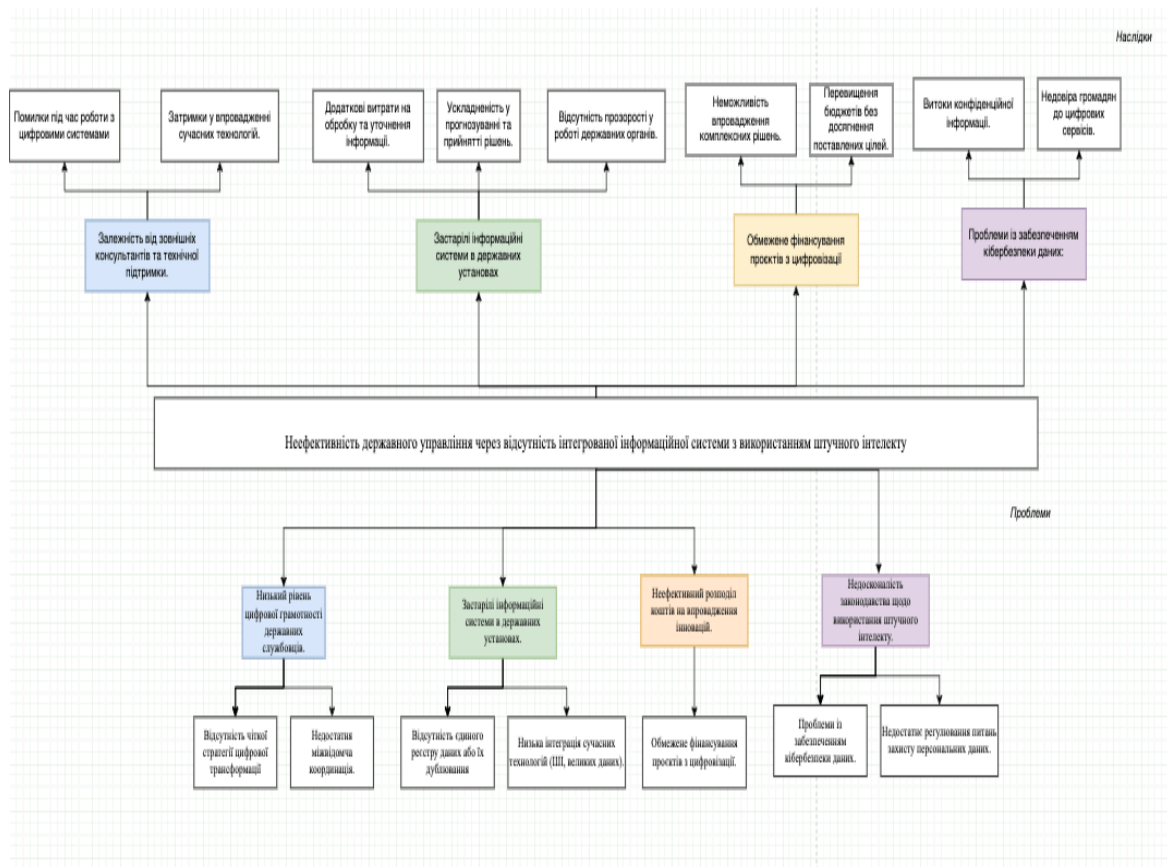 Наслідки
Помилки під час роботи з
цифровими системами
Затримки у впровадженні
сучасних технологій.
Додаткові витрати на
обробку та уточнення
інформації.
Ускладненість у
прогнозуванні та
прийнятті рішень.
Відсутність прозорості у
роботі державних органів.
Неможливість
впровадження
комплексних рішень.
Перевищення
бюджетів без
досягнення
поставлених цілей.
Витоки конфіденційної
інформації.
Недовіра громадян
до цифрових
сервісів.
Залежність від зовнішніх
консультантів та технічної
підтримки.
Застарілі інформаційні
системи в державних
установах
Обмежене фінансування
проєктів з цифровізації
Проблеми із забезпеченням
кібербезпеки даних:
Неефективність державного управління через відсутність інтегрованої інформаційної системи з використанням штучного інтелекту
Проблеми
Низький рівень
цифрової грамотності
державних
службовців.
Застарілі інформаційні
системи в державних
установах.
Неефективний розподіл
коштів на впровадження
інновацій.
Недосконалість
законодавства щодо
використання штучного
інтелекту.
Відсутність чіткої
стратегії цифрової
трансформації
Недостатня
міжвідомча
координація.
Відсутність єдиного
реєстру даних або їх
дублювання
Низька інтеграція сучасних
технологій (ШІ, великих даних).
Обмежене фінансування
проєктів з цифровізації.
Проблеми із
забезпеченням
кібербезпеки даних.
Недостатнє регулювання питань
захисту персональних даних.